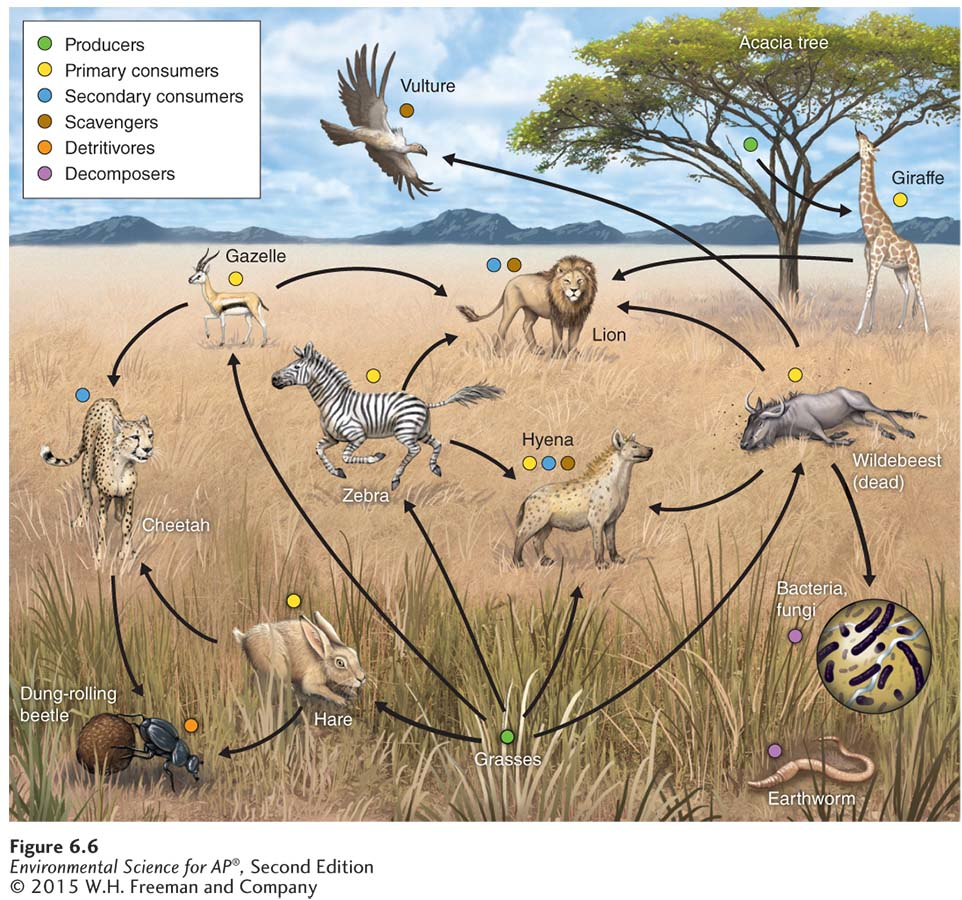 Producers
Primary consumers
Secondary consumers
Scavengers
Detritivores
Decomposers
Vulture
Acacia tree
Giraffe
Gazelle
Lion
Hyena
Wildebeest
(dead)
Zebra
Cheetah
Bacteria,
fungi
Dung-rolling
beetle
Hare
Grasses
Earthworm
Figure 6.6
Environmental Science for AP®, Second Edition
© 2015 W.H. Freeman and Company